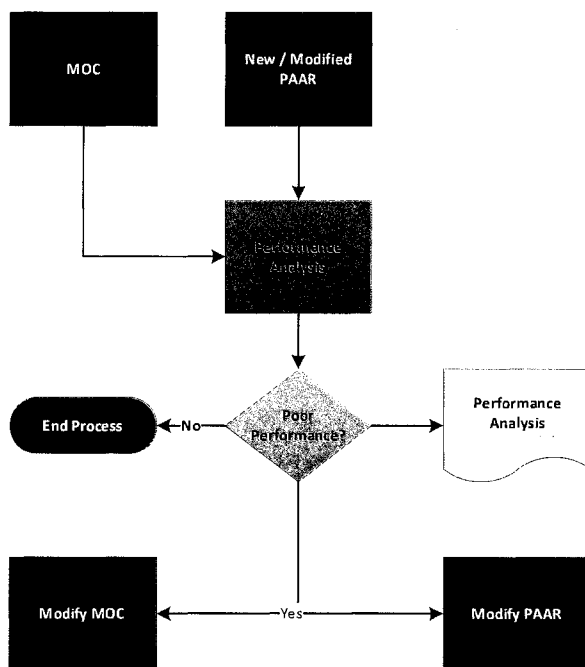 MOC
New / Modified
PAAR
Performance
Analysis
Poor
Performance?
No
End Process
Performance
Analysis
Yes
Modify MOC
Modify PAAR